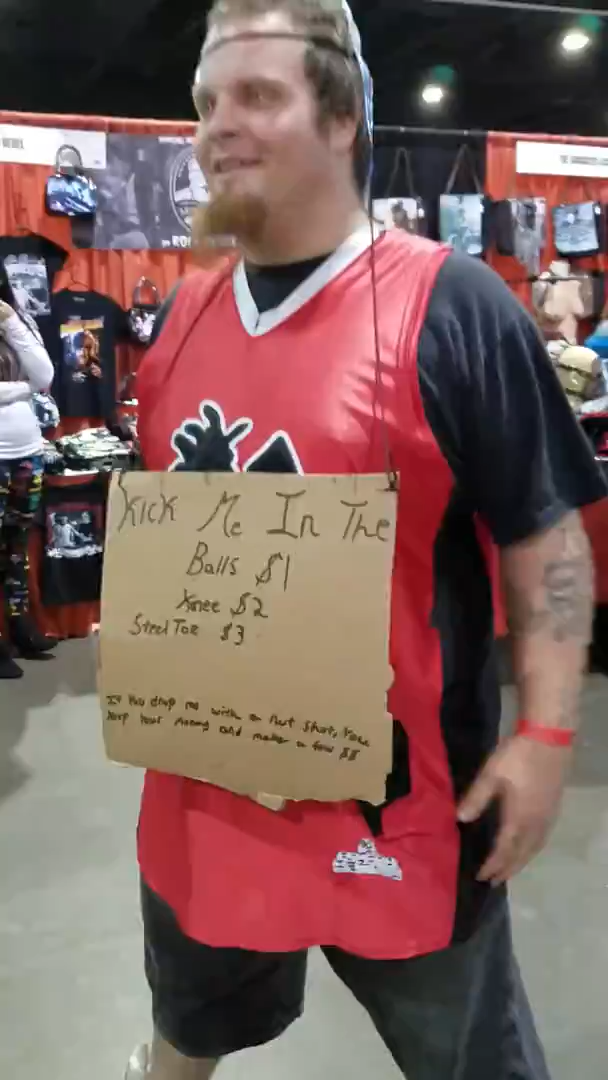 Kick Me In The
Balls $1
Knee $2
Steel Toe $3
If You drop me with a Nut Shot, You
keep your money and make a few $$